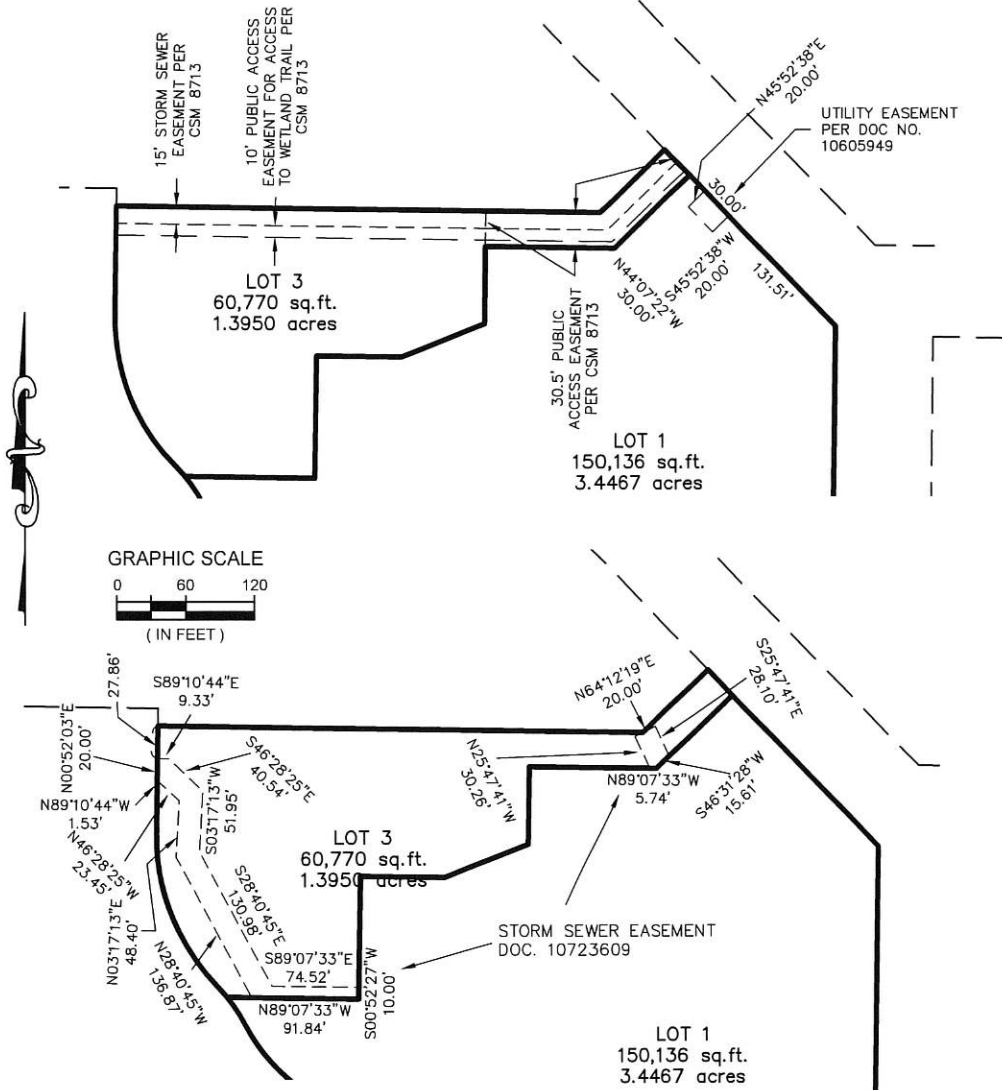 15' STORM SEWER
EASEMENT PER
CSM 8713
10' PUBLIC ACCESS
EASEMENT FOR ACCESS
TO WETLAND TRAIL PER
CSM 8713
N45°52'38"E
20.00'
UTILITY EASEMENT
PER DOC NO.
10605949
30.00'
S45°52'38"W
20.00'
131.51'
N44°07'22"W
30.00'
LOT 3
60,770 sq.ft.
1.3950 acres
30.5' PUBLIC
ACCESS EASEMENT
PER CSM 8713
LOT 1
150,136 sq.ft.
3.4467 acres
GRAPHIC SCALE
0 60 120
( IN FEET )
27.86'
S89°10'44"E
9.33'
N00°52'03"E
20.00'
S46°28'25"E
40.54'
N89°10'44"W
1.53'
S03°17'13"W
51.95'
N46°28'25"W
23.45'
N03°17'13"E
48.40'
N28°40'45"W
136.87'
S28°40'45"E
130.98'
S89°07'33"E
74.52'
N89°07'33"W
91.84'
S00°52'27"W
10.00'
LOT 3
60,770 sq.ft.
1.3950 acres
N64°12'19"E
20.00'
S25°47'41"E
28.10'
N25°47'41"W
30.26'
N89°07'33"W
5.74'
S46°31'28"W
15.61'
STORM SEWER EASEMENT
DOC. 10723609
LOT 1
150,136 sq.ft.
3.4467 acres